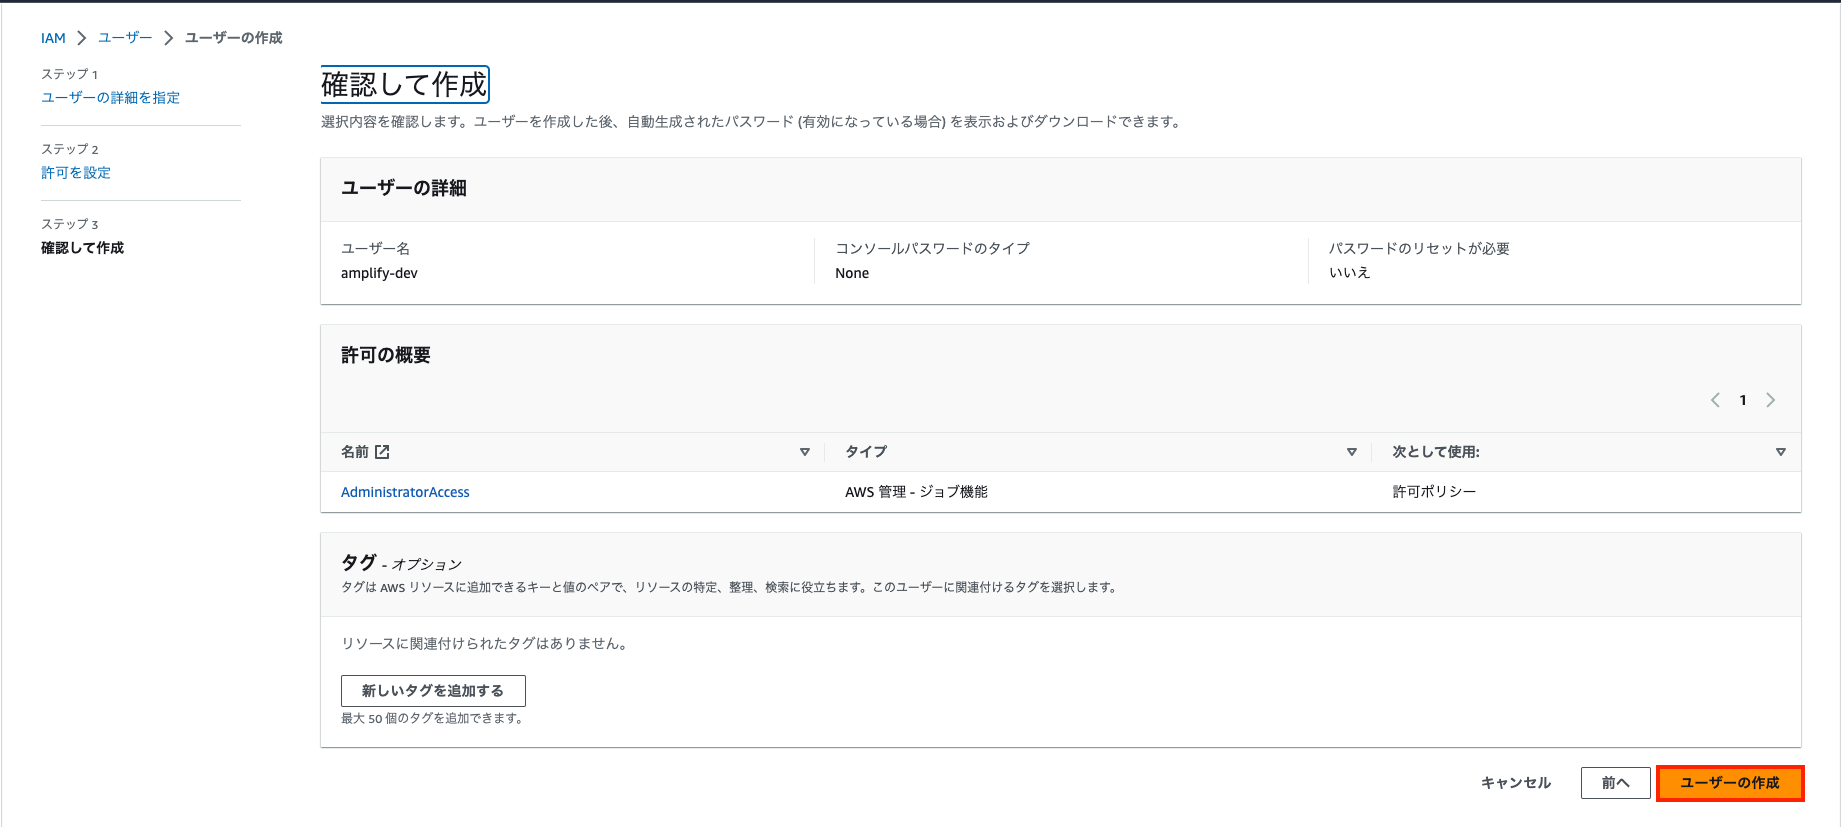 IAM > ユーザー > ユーザーの作成
ステップ 1
ユーザーの詳細を指定
ステップ 2
許可を設定
ステップ 3
確認して作成
確認して作成
選択内容を確認します。ユーザーを作成した後、自動生成されたパスワード (有効になっている場合) を表示およびダウンロードできます。
ユーザーの詳細
ユーザー名 コンソールパスワードのタイプ パスワードのリセットが必要
amplify-dev None いいえ
許可の概要
1
名前 タイプ 次として使用:
AdministratorAccess AWS 管理 - ジョブ機能 許可ポリシー
タグ - オプション
タグは AWS リソースに追加できるキーと値のペアで、リソースの特定、整理、検索に役立ちます。このユーザーに関連付けるタグを選択します。
リソースに関連付けられたタグはありません。
新しいタグを追加する
最大 50 個のタグを追加できます。
キャンセル 前へ ユーザーの作成